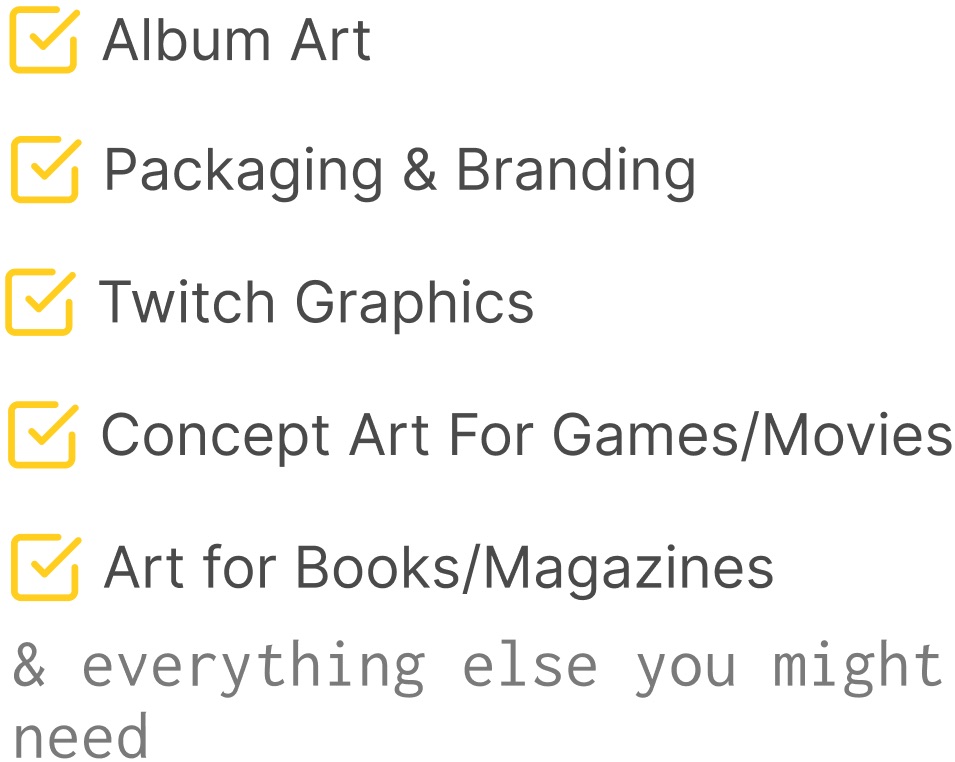 Album Art
Packaging & Branding
Twitch Graphics
Concept Art For Games/Movies
Art for Books/Magazines
& everything else you might
need